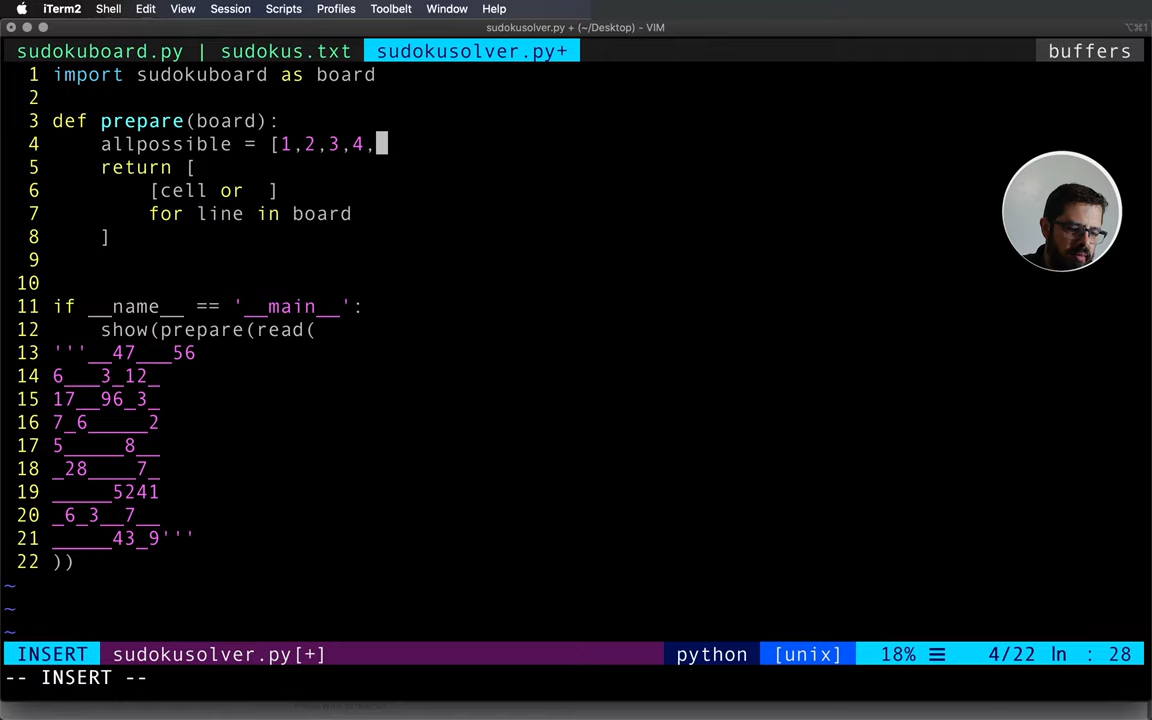 iTerm2 Shell Edit View Session Scripts Profiles Toolbelt Window Help
sudokusolver.py + (~/Desktop) - VIM
⌥⌘1
sudokuboard.py | sudokus.txt sudokusolver.py+ buffers
1 import sudokuboard as board
2
3 def prepare(board):
4     allpossible = [1,2,3,4,
5     return [
6         [cell or  ]
7         for line in board
8     ]
9
10
11 if __name__ == '__main__':
12     show(prepare(read(
13 '''__47___56
14 6___3_12_
15 17__96_3_
16 7_6_____2
17 5_____8__
18 _28____7_
19 _____5241
20 _6_3__7__
21 _____43_9'''
22 ))
~
~
~
INSERT sudokusolver.py[+] python [unix] 18% ☰ 4/22 ln : 28
-- INSERT --